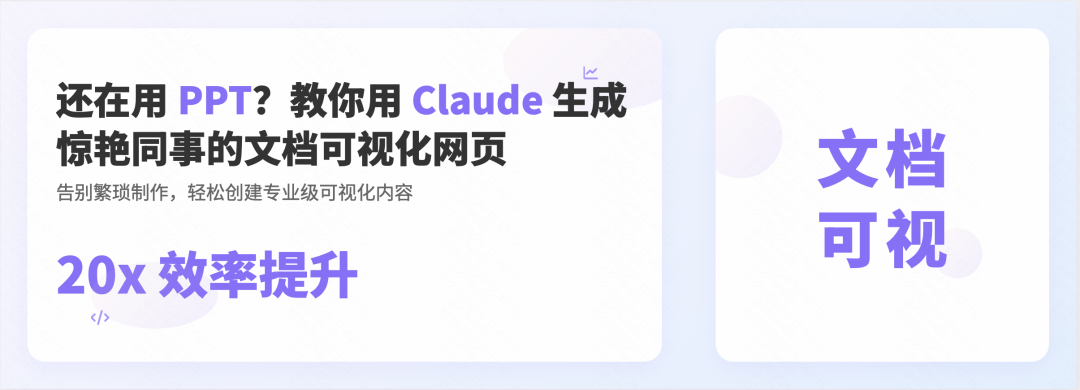 还在用 PPT？教你用 Claude 生成
惊艳同事的文档可视化网页
告别繁琐制作，轻松创建专业级可视化内容
20x 效率提升
</>
文档
可视